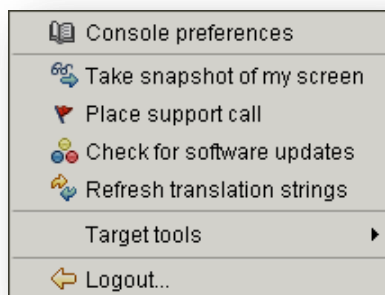 Console preferences
Take snapshot of my screen
Place support call
Check for software updates
Refresh translation strings
Target tools
Logout...